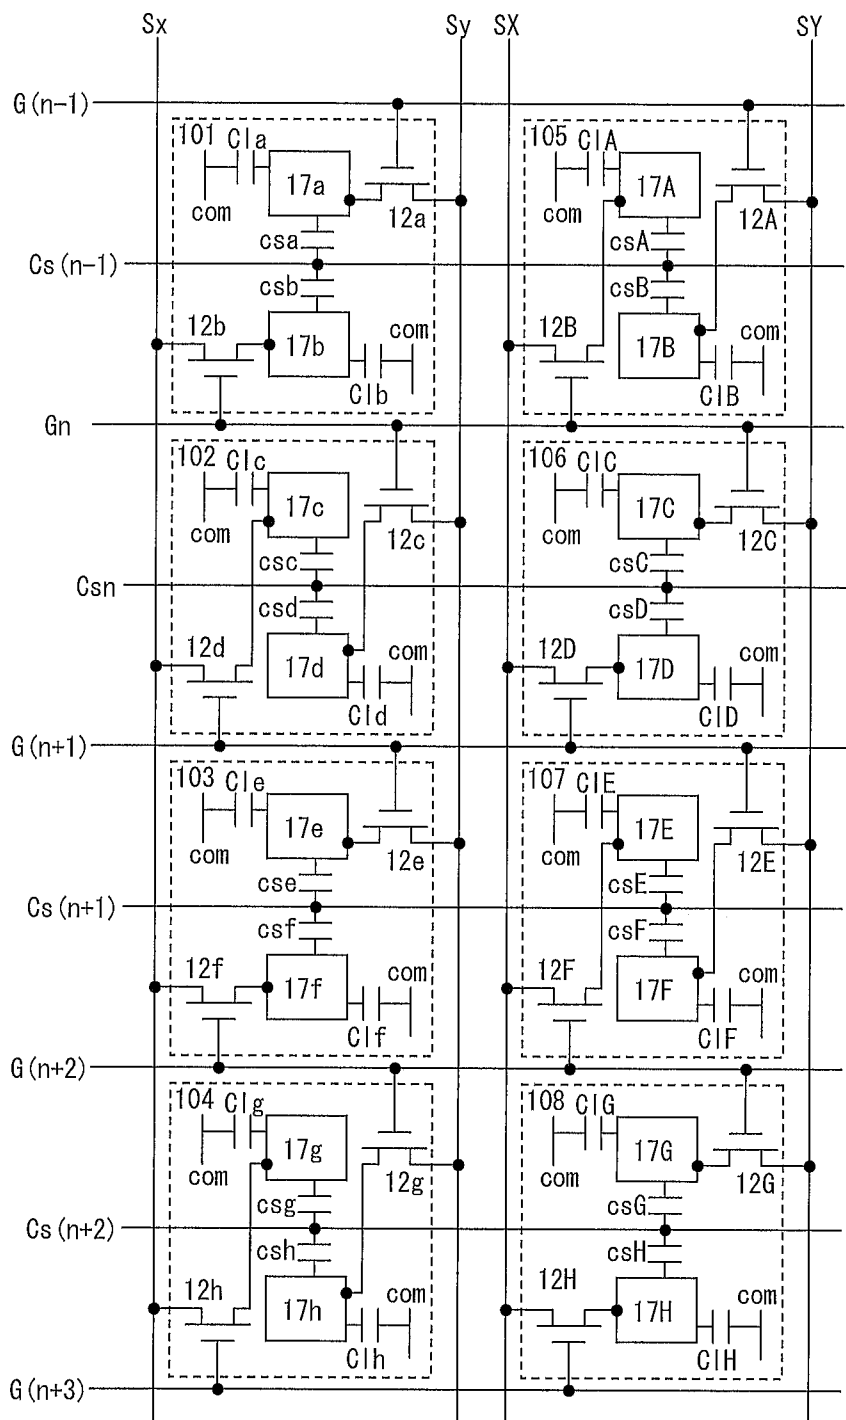 Sx Sy SX SY
G(n-1)
101 Cla 17a 12a com csa
105 ClA 17A 12A com csA
Cs(n-1)
csb 12b 17b com Clb
csB 12B 17B com ClB
Gn
102 Clc 17c 12c com csc
106 ClC 17C 12C com csC
Csn
csd 12d 17d com Cld
csD 12D 17D com ClD
G(n+1)
103 Cle 17e 12e com cse
107 ClE 17E 12E com csE
Cs(n+1)
csf 12f 17f com Clf
csF 12F 17F com ClF
G(n+2)
104 Clg 17g 12g com csg
108 ClG 17G 12G com csG
Cs(n+2)
csh 12h 17h com Clh
csH 12H 17H com ClH
G(n+3)